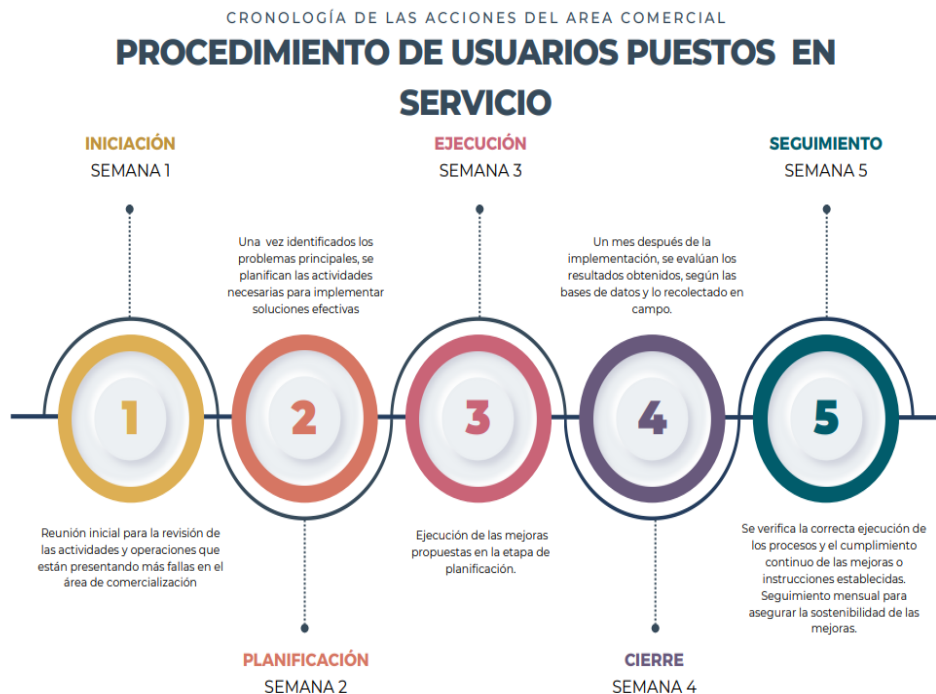 CRONOLOGÍA DE LAS ACCIONES DEL AREA COMERCIAL
PROCEDIMIENTO DE USUARIOS PUESTOS EN
SERVICIO
INICIACIÓN
SEMANA 1
1
Reunión inicial para la revisión de
las actividades y operaciones que
están presentando más fallas en el
área de comercialización
Una vez identificados los
problemas principales, se
planifican las actividades
necesarias para implementar
soluciones efectivas
2
PLANIFICACIÓN
SEMANA 2
EJECUCIÓN
SEMANA 3
3
Ejecución de las mejoras
propuestas en la etapa de
planificación.
Un mes después de la
implementación, se evalúan los
resultados obtenidos, según las
bases de datos y lo recolectado en
campo.
4
CIERRE
SEMANA 4
SEGUIMIENTO
SEMANA 5
5
Se verifica la correcta ejecución de
los procesos y el cumplimiento
continuo de las mejoras o
instrucciones establecidas.
Seguimiento mensual para
asegurar la sostenibilidad de las
mejoras.